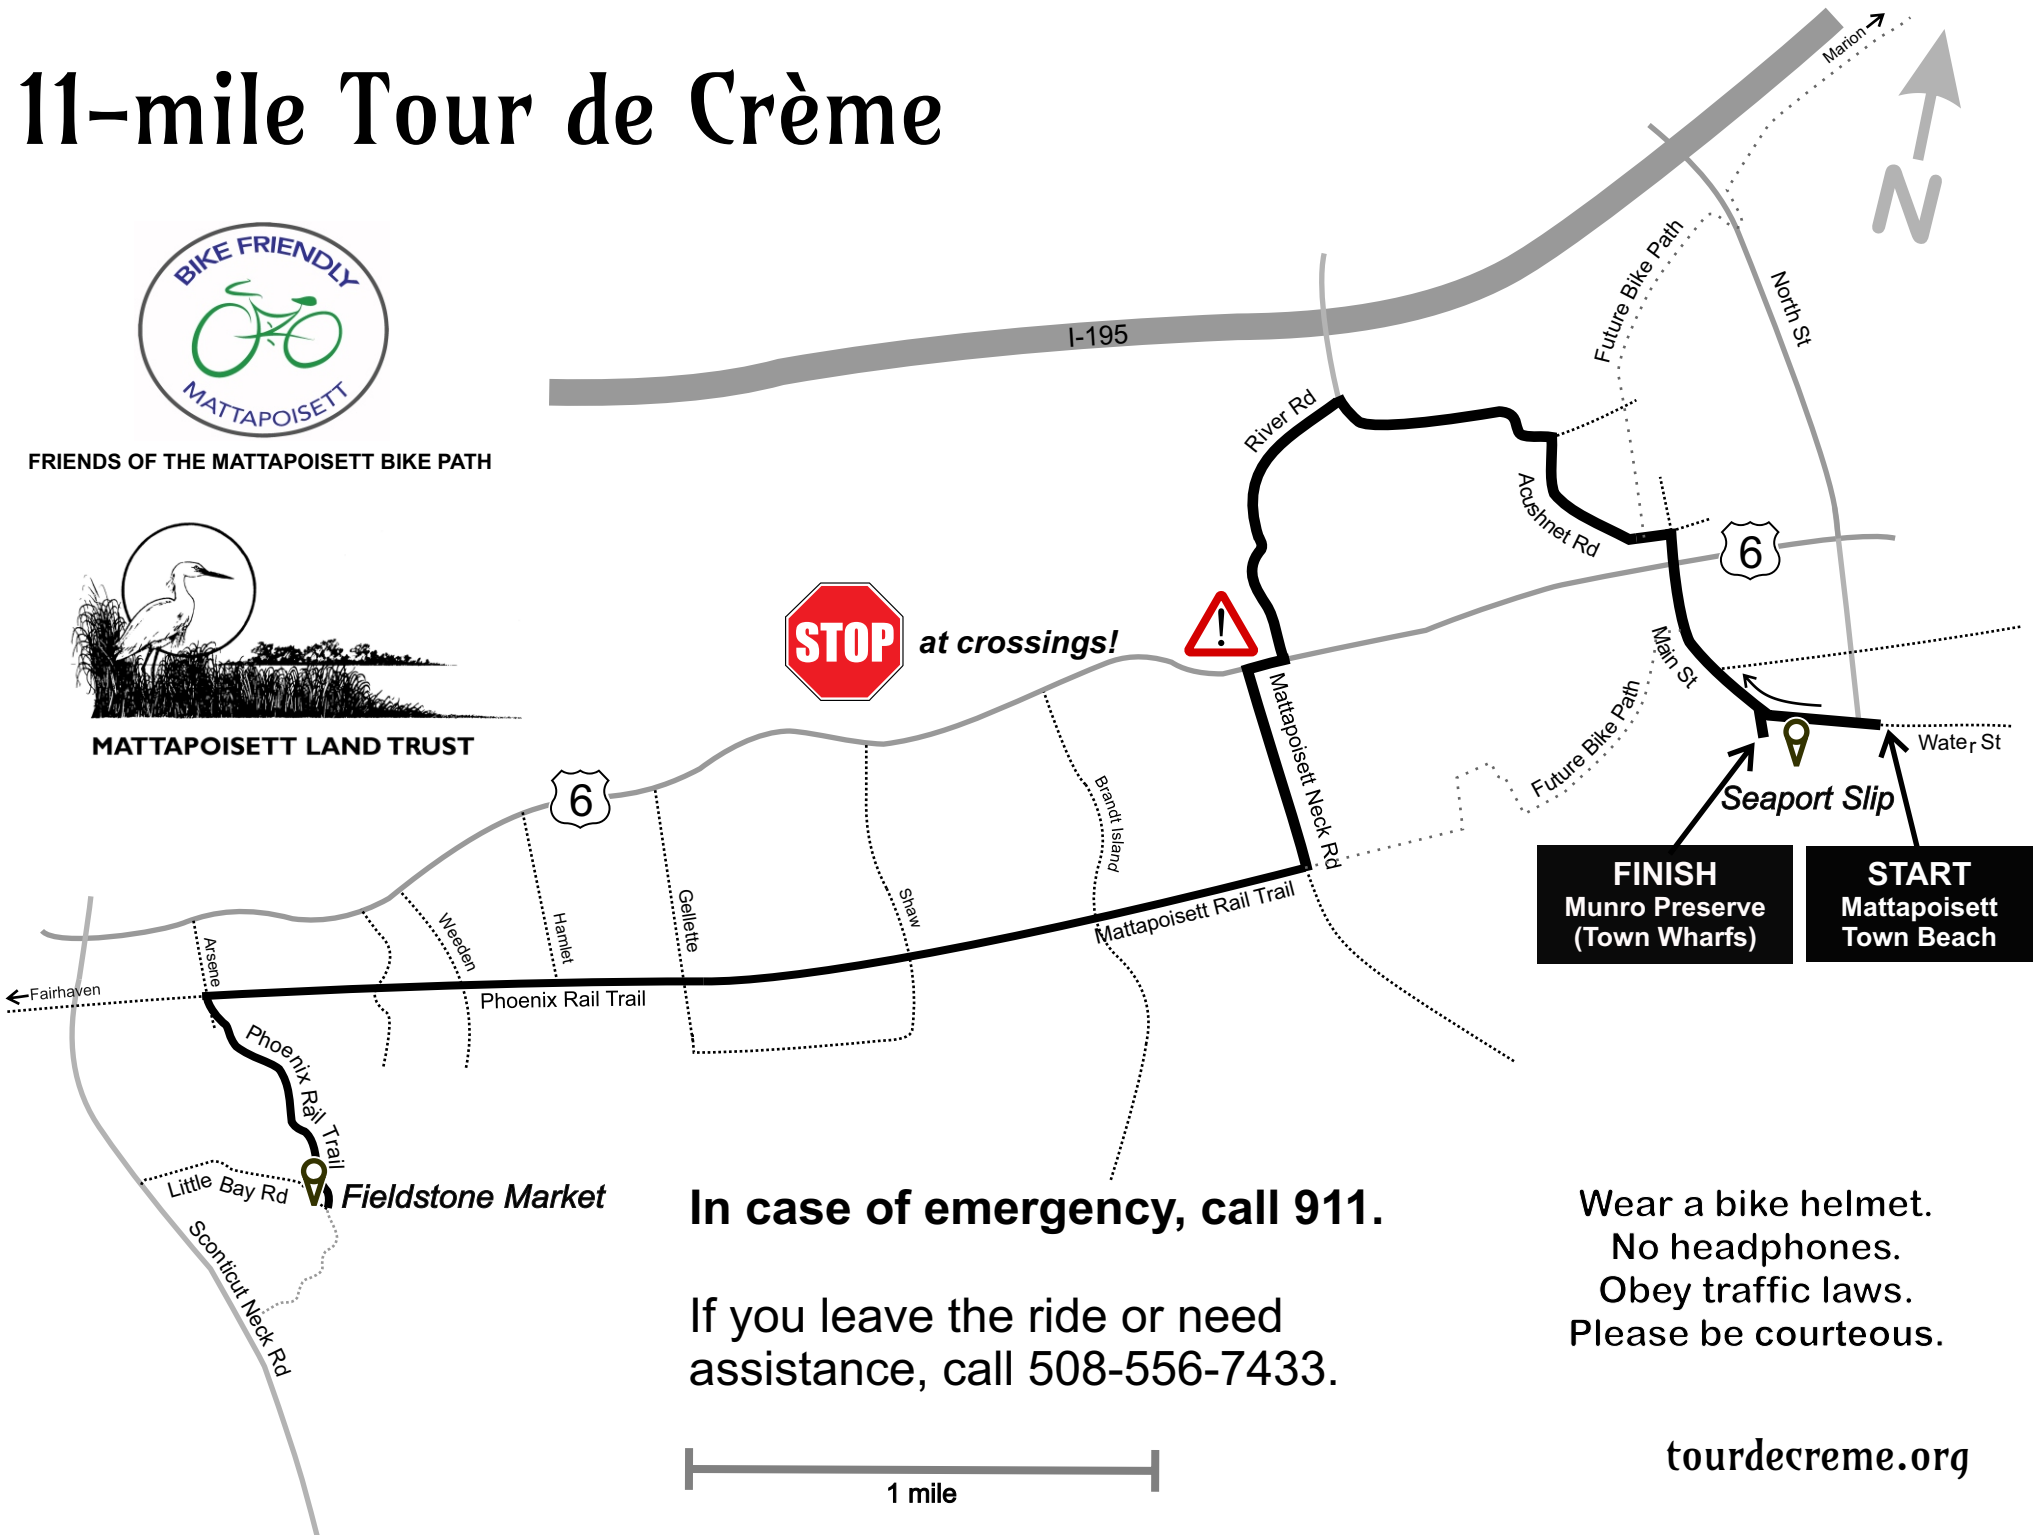 11-mile Tour de Crème
Marion
N
BIKE FRIENDLY
MATTAPOISETT
FRIENDS OF THE MATTAPOISETT BIKE PATH
MATTAPOISETT LAND TRUST
I-195
Future Bike Path
North St
River Rd
Acushnet Rd
6
STOP
at crossings!
!
Main St
Mattapoisett Neck Rd
Future Bike Path
Water St
Seaport Slip
6
Brandt Island
FINISH
Munro Preserve
(Town Wharfs)
START
Mattapoisett
Town Beach
Mattapoisett Rail Trail
Shaw
Gellette
Hamlet
Weeden
Arsene
Fairhaven
Phoenix Rail Trail
Phoenix Rail Trail
Little Bay Rd
Fieldstone Market
Sconticut Neck Rd
In case of emergency, call 911.
If you leave the ride or need
assistance, call 508-556-7433.
1 mile
Wear a bike helmet.
No headphones.
Obey traffic laws.
Please be courteous.
tourdecreme.org